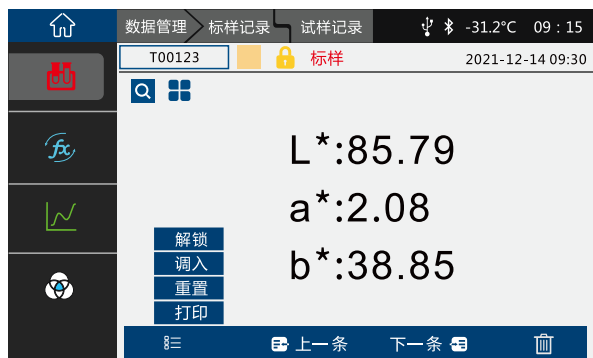 数据管理 标样记录 试样记录 -31.2°C 09 : 15
T00123 标样 2021-12-14 09:30
L*:85.79
fx
a*:2.08
b*:38.85
解锁
调入
重置
打印
上一条 下一条